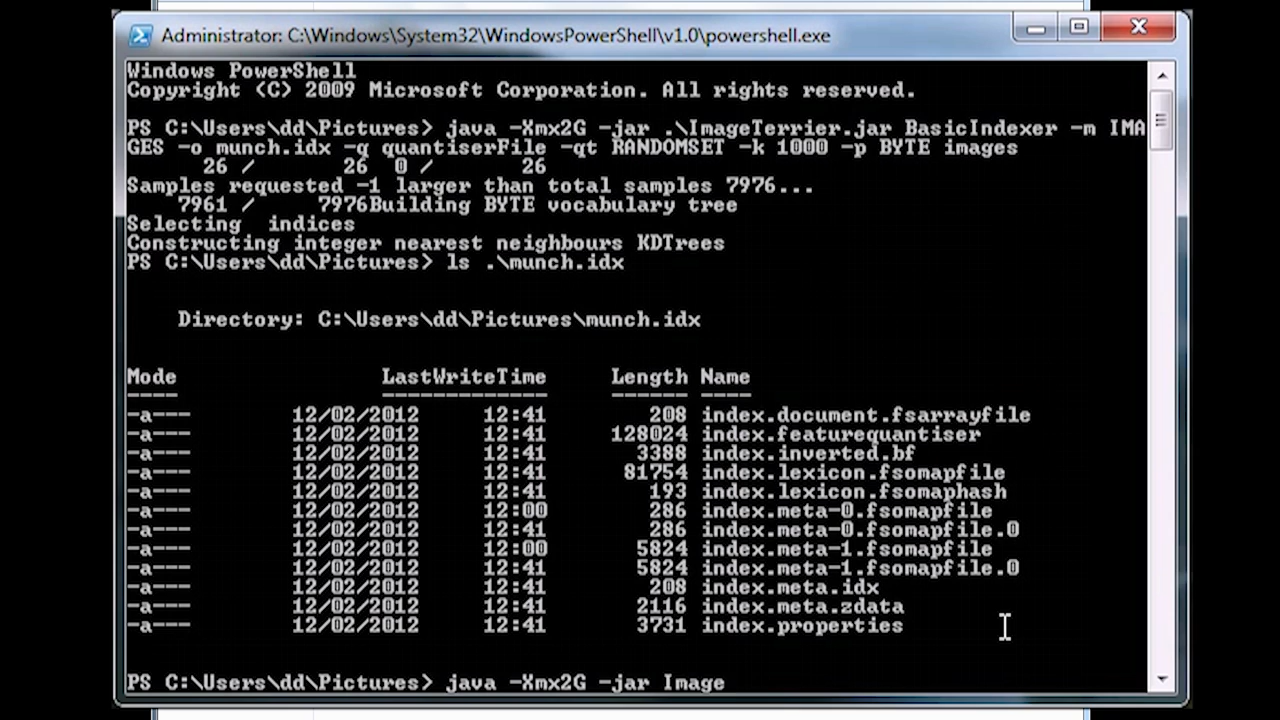 Administrator: C:\Windows\System32\WindowsPowerShell\v1.0\powershell.exe
Windows PowerShell
Copyright (C) 2009 Microsoft Corporation. All rights reserved.
PS C:\Users\dd\Pictures> java -Xmx2G -jar .\ImageTerrier.jar BasicIndexer -m IMA
GES -o munch.idx -q quantiserFile -qt RANDOMSET -k 1000 -p BYTE images
26 / 26 0 / 26
Samples requested -1 larger than total samples 7976...
7961 / 7976Building BYTE vocabulary tree
Selecting indices
Constructing integer nearest neighbours KDTrees
PS C:\Users\dd\Pictures> ls .\munch.idx
Directory: C:\Users\dd\Pictures\munch.idx
Mode LastWriteTime Length Name
---- ------------- ------ ----
-a--- 12/02/2012 12:41 208 index.document.fsarrayfile
-a--- 12/02/2012 12:41 128024 index.featurequantiser
-a--- 12/02/2012 12:41 3388 index.inverted.bf
-a--- 12/02/2012 12:41 81754 index.lexicon.fsomapfile
-a--- 12/02/2012 12:41 193 index.lexicon.fsomaphash
-a--- 12/02/2012 12:00 286 index.meta-0.fsomapfile
-a--- 12/02/2012 12:41 286 index.meta-0.fsomapfile.0
-a--- 12/02/2012 12:00 5824 index.meta-1.fsomapfile
-a--- 12/02/2012 12:41 5824 index.meta-1.fsomapfile.0
-a--- 12/02/2012 12:41 208 index.meta.idx
-a--- 12/02/2012 12:41 2116 index.meta.zdata
-a--- 12/02/2012 12:41 3731 index.properties
PS C:\Users\dd\Pictures> java -Xmx2G -jar Image